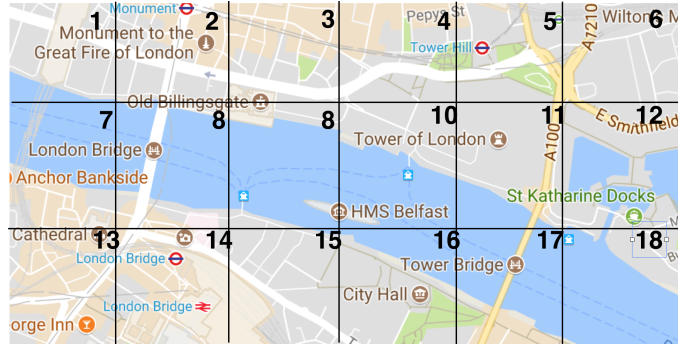 Monument
1
2
3
4
5
6
Pepys St
A1210
Wilton's M
Monument to the
Great Fire of London
Tower Hill
Old Billingsgate
7
8
8
10
11
12
E Smithfield
A100
Tower of London
London Bridge
Anchor Bankside
St Katharine Docks
HMS Belfast
Cathedral
13
14
15
16
17
18
London Bridge
Tower Bridge
City Hall
London Bridge
orge Inn